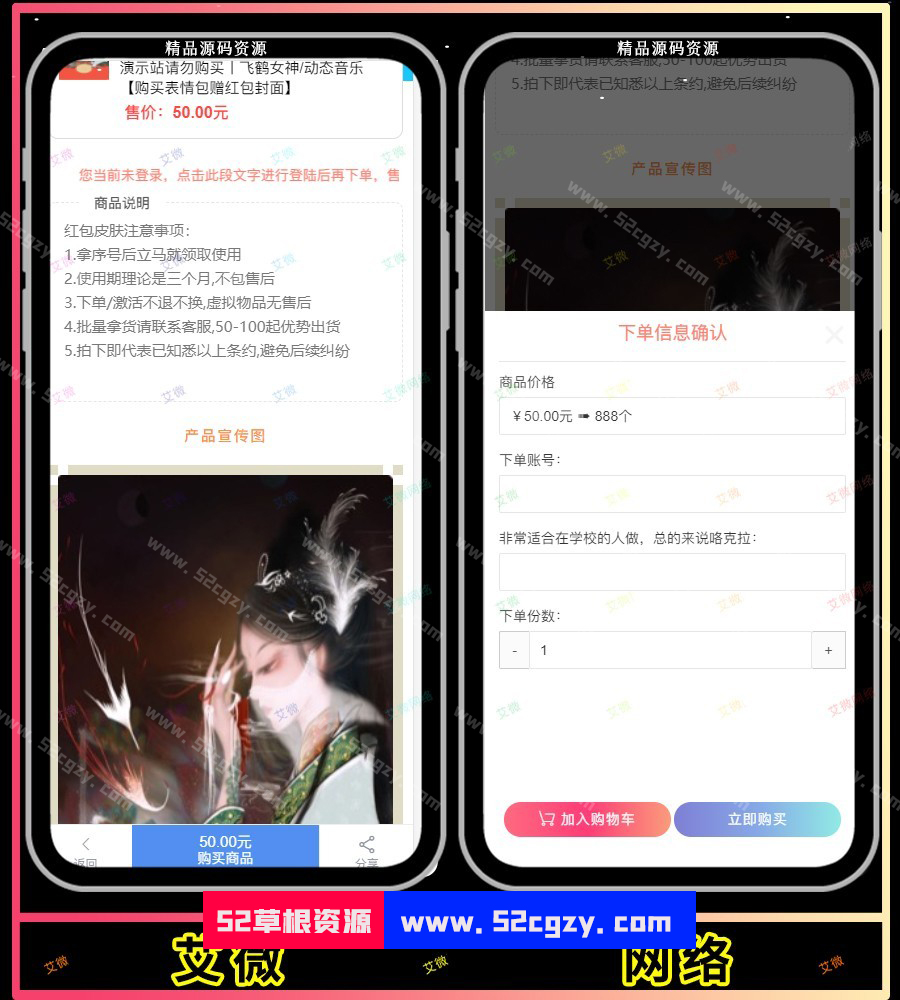 精品源码资源
演示站请勿购买丨飞鹤女神/动态音乐
【购买表情包赠红包封面】
售价：50.00元
您当前未登录，点击此段文字进行登陆后再下单，售
商品说明
红包皮肤注意事项：
1.拿序号后立马就领取使用
2.使用期理论是三个月,不包售后
3.下单/激活不退不换,虚拟物品无售后
4.批量拿货请联系客服,50-100起优势出货
5.拍下即代表已知悉以上条约,避免后续纠纷
产品宣传图
返回
50.00元
购买商品
分享
精品源码资源
4.批量拿货请联系客服,50-100起优势出货
5.拍下即代表已知悉以上条约,避免后续纠纷
产品宣传图
下单信息确认
商品价格
￥50.00元 ➠ 888个
下单账号：
非常适合在学校的人做，总的来说咯克拉：
下单份数：
- 1 +
加入购物车
立即购买
52草根资源 www.52cgzy.com
艾微 网络
艾微
艾微
艾微
www.52cgzy.com
www.52cgzy.com
www.52cgzy.com
www.52cgzy.com